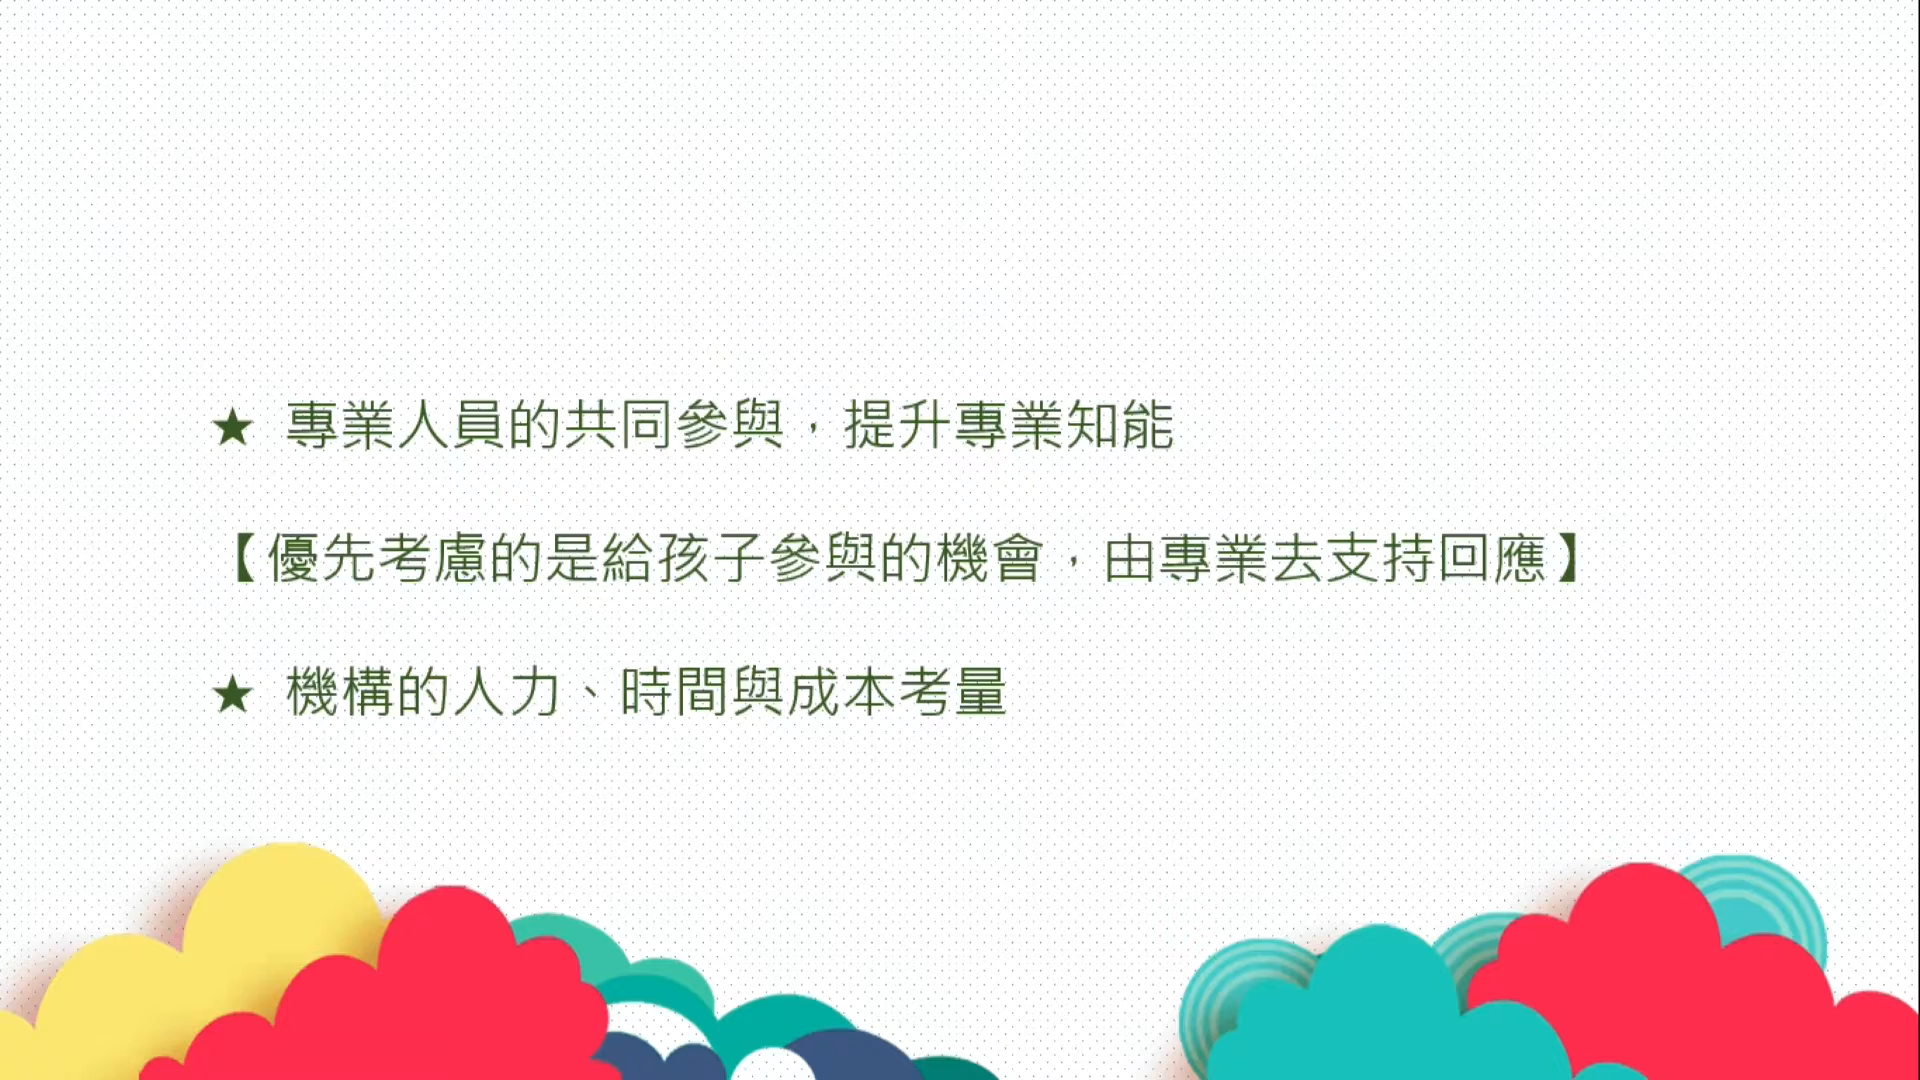 ★ 專業人員的共同參與，提升專業知能
【優先考慮的是給孩子參與的機會，由專業去支持回應】
★ 機構的人力、時間與成本考量